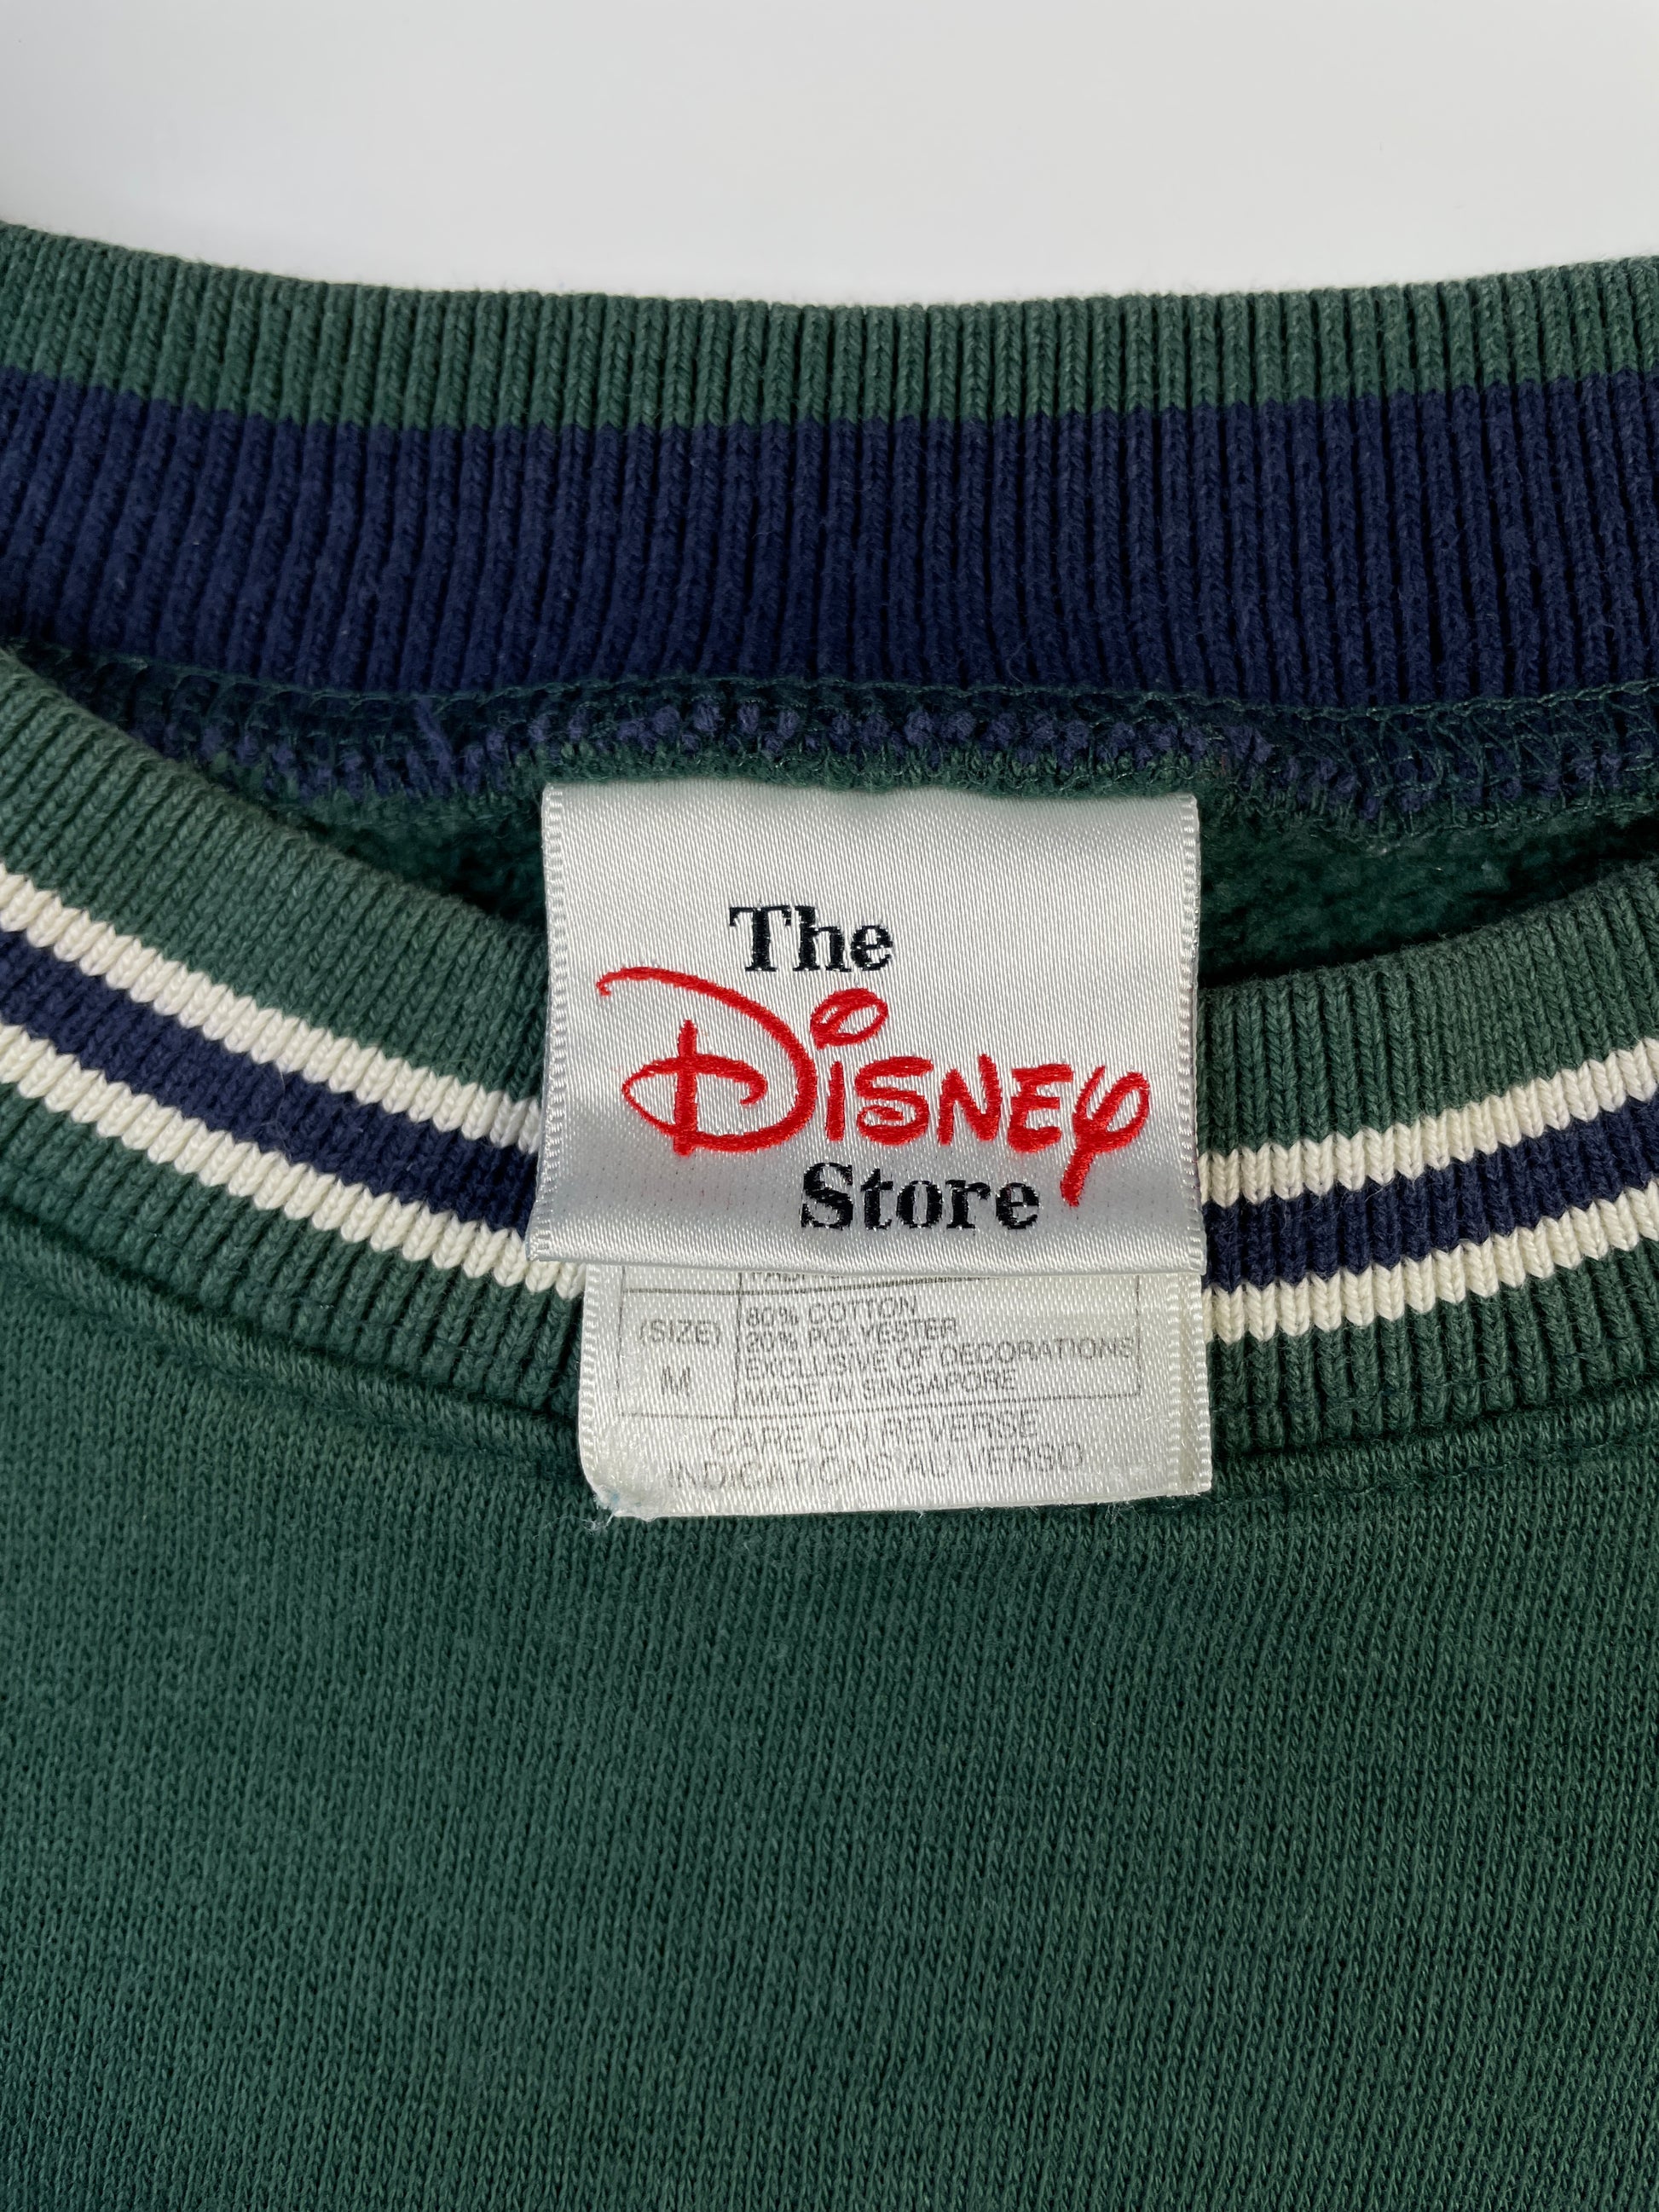 The
Disney
Store
(SIZE)
M
80% COTTON
20% POLYESTER
EXCLUSIVE OF DECORATIONS
MADE IN SINGAPORE
CARE ON REVERSE
INDICATIONS AU VERSO